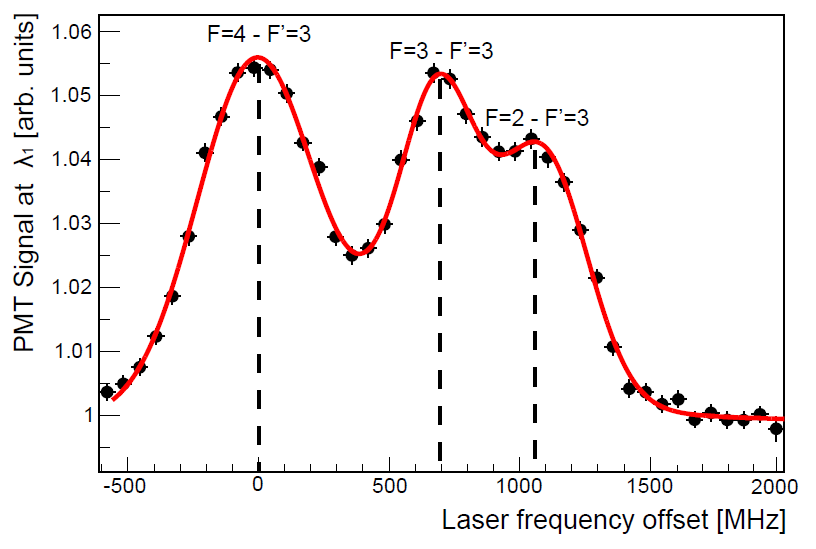 F=4 - F'=3
F=3 - F'=3
F=2 - F'=3
PMT Signal at λ1 [arb. units]
1.06
1.05
1.04
1.03
1.02
1.01
1
-500
0
500
1000
1500
2000
Laser frequency offset [MHz]